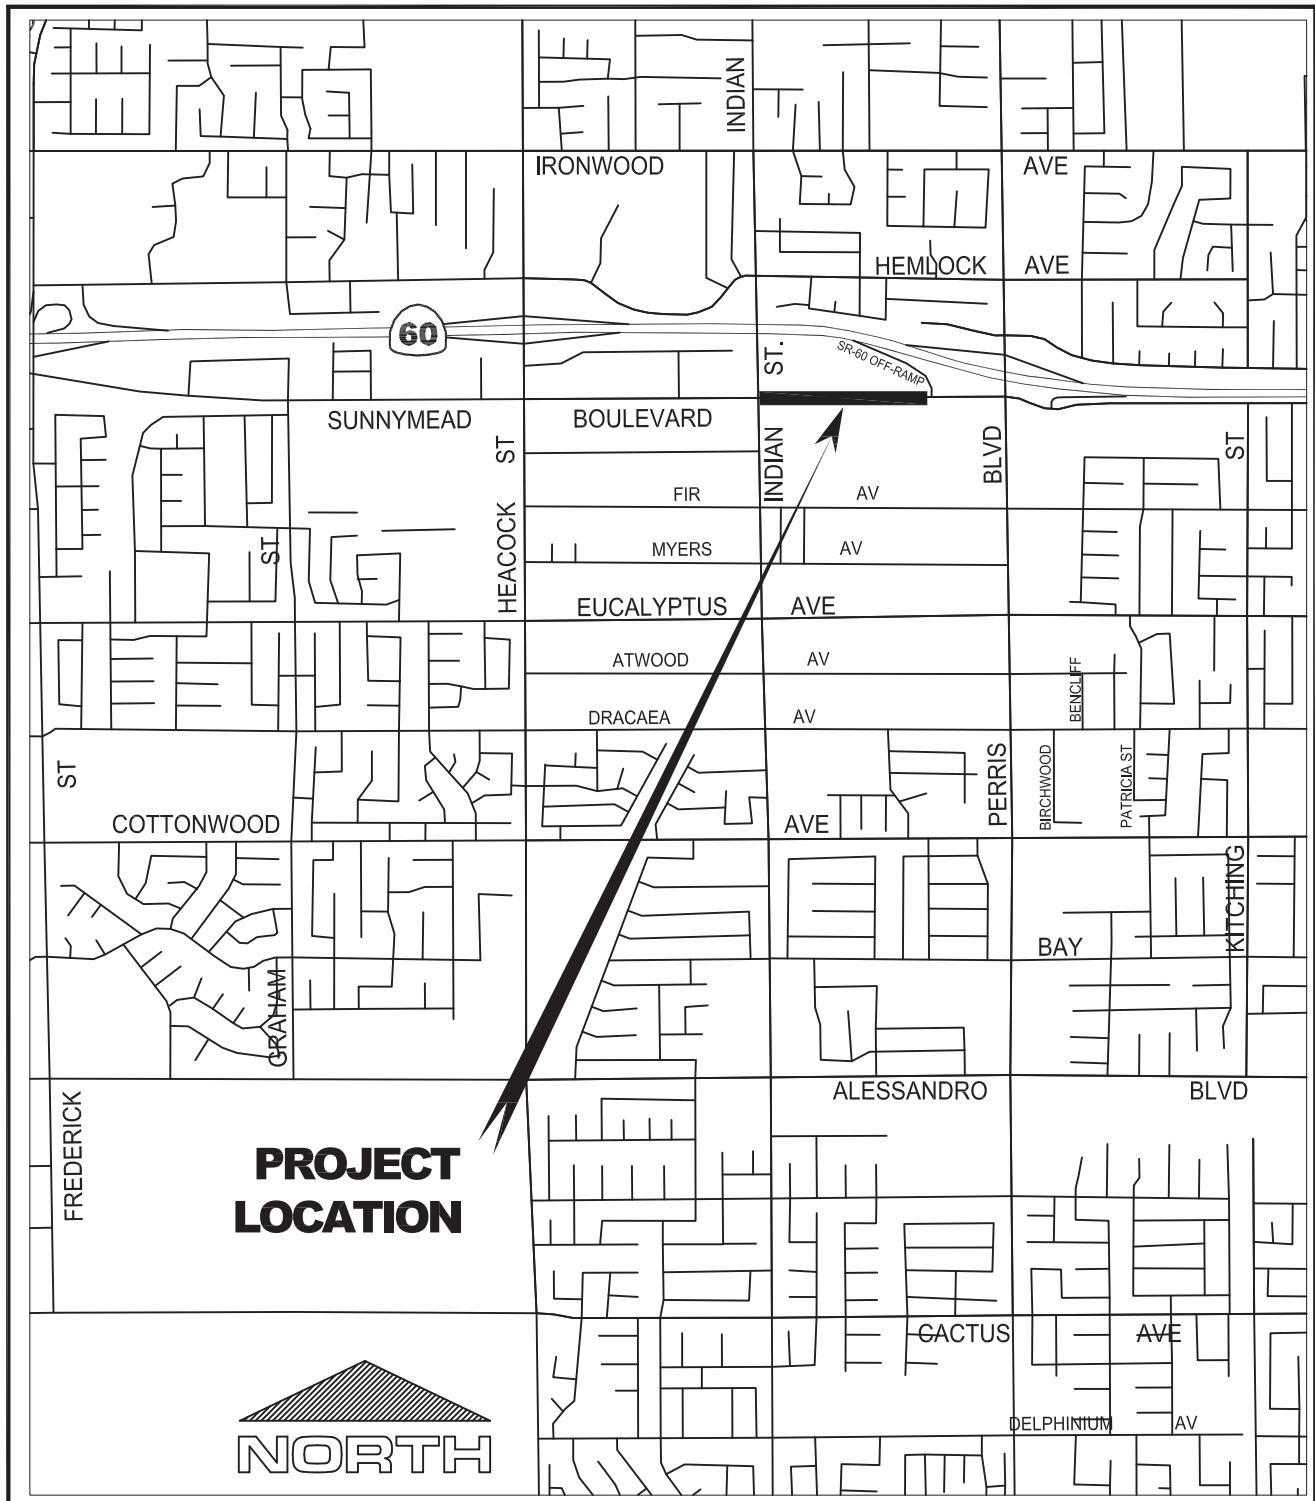 INDIAN
IRONWOOD AVE
HEMLOCK AVE
60
ST.
SR-60 OFF-RAMP
SUNNYMEAD BOULEVARD
ST
INDIAN
BLVD
ST
FIR AV
HEACOCK
ST
MYERS AV
EUCALYPTUS AVE
ATWOOD AV
BENCLIFF
DRACAEA AV
ST
PERRIS
BIRCHWOOD
PATRICIA ST
COTTONWOOD AVE
KITCHING
BAY
GRAHAM
ALESSANDRO BLVD
FREDERICK
PROJECT
LOCATION
CACTUS AVE
DELPHINIUM AV
NORTH